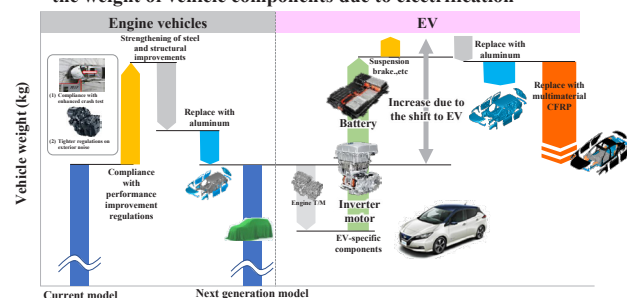 the weight of vehicle components due to electrification
Engine vehicles
EV
Strengthening of steel
and structural
improvements
(1) Compliance with
enhanced crash test
(2) Tighter regulations on
exterior noise
Replace with
aluminum
Compliance
with
performance
improvement
regulations
Vehicle weight (kg)
Current model
Next generation model
Suspension
brake.,etc
Battery
Increase due to
the shift to EV
Engine T/M
Inverter
motor
EV-specific
components
Replace with
aluminum
Replace with
multimaterial
CFRP